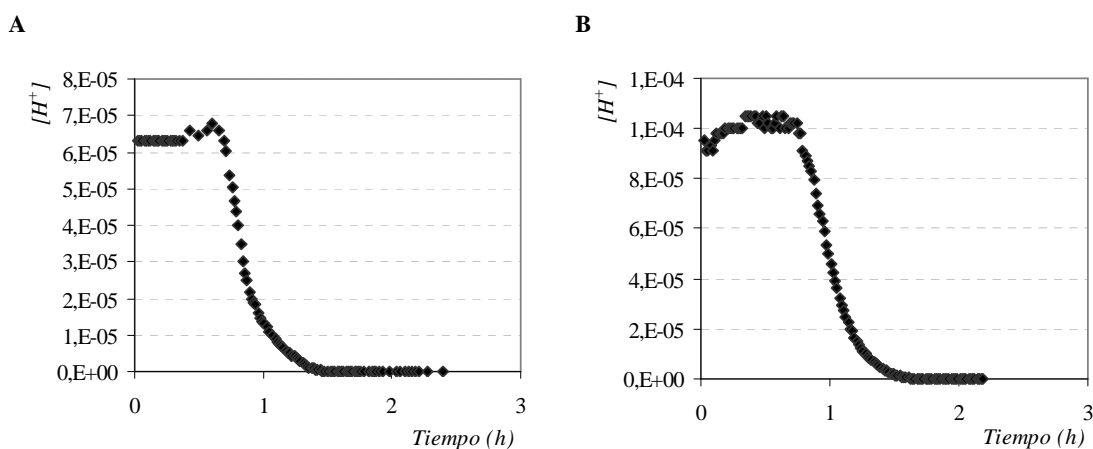 A
[H+]
8,E-05
7,E-05
6,E-05
5,E-05
4,E-05
3,E-05
2,E-05
1,E-05
0,E+00
0 1 2 3
Tiempo (h)
B
[H+]
1,E-04
1,E-04
8,E-05
6,E-05
4,E-05
2,E-05
0,E+00
0 1 2 3
Tiempo (h)